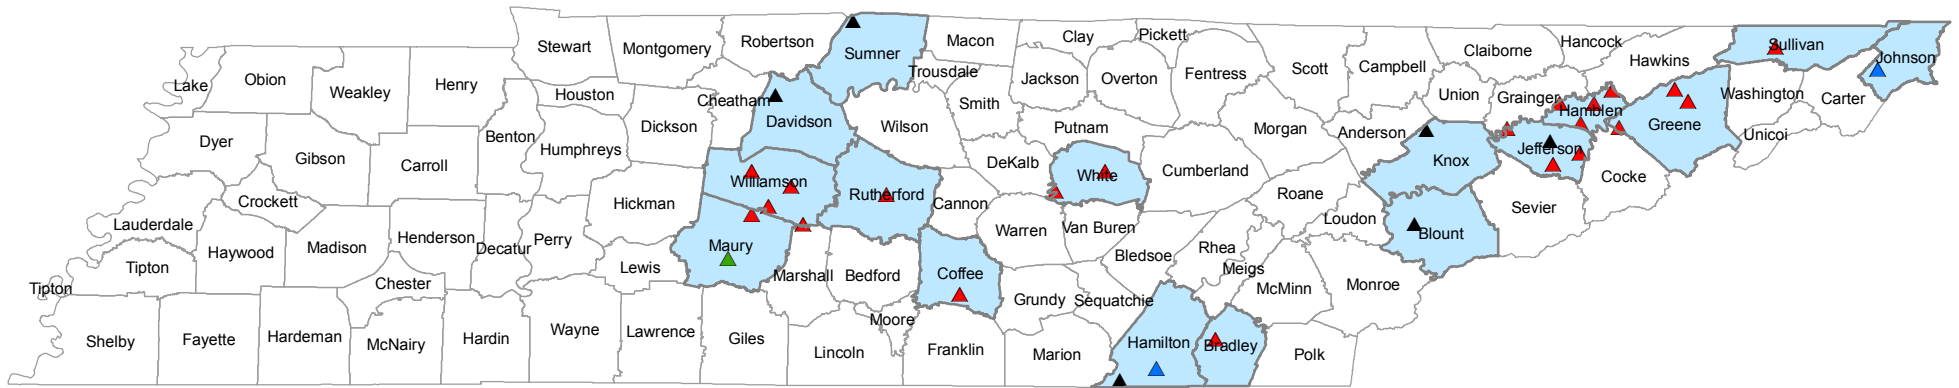 Stewart
Montgomery
Robertson
Sumner
Macon
Clay
Pickett
Scott
Campbell
Claiborne
Hancock
Hawkins
Sullivan
Johnson
Lake
Obion
Weakley
Henry
Houston
Cheatham
Trousdale
Jackson
Overton
Fentress
Union
Grainger
Hamblen
Washington
Carter
Dyer
Gibson
Carroll
Benton
Humphreys
Dickson
Davidson
Wilson
Smith
Putnam
Morgan
Anderson
Knox
Jefferson
Greene
Unicoi
Crockett
Lauderdale
Hickman
Williamson
Rutherford
Cannon
DeKalb
White
Cumberland
Roane
Loudon
Blount
Sevier
Cocke
Tipton
Haywood
Madison
Henderson
Decatur
Perry
Lewis
Maury
Marshall
Bedford
Coffee
Warren
Van Buren
Bledsoe
Rhea
Meigs
McMinn
Monroe
Tipton
Chester
Grundy
Sequatchie
Shelby
Fayette
Hardeman
McNairy
Hardin
Wayne
Lawrence
Giles
Lincoln
Moore
Franklin
Marion
Hamilton
Bradley
Polk